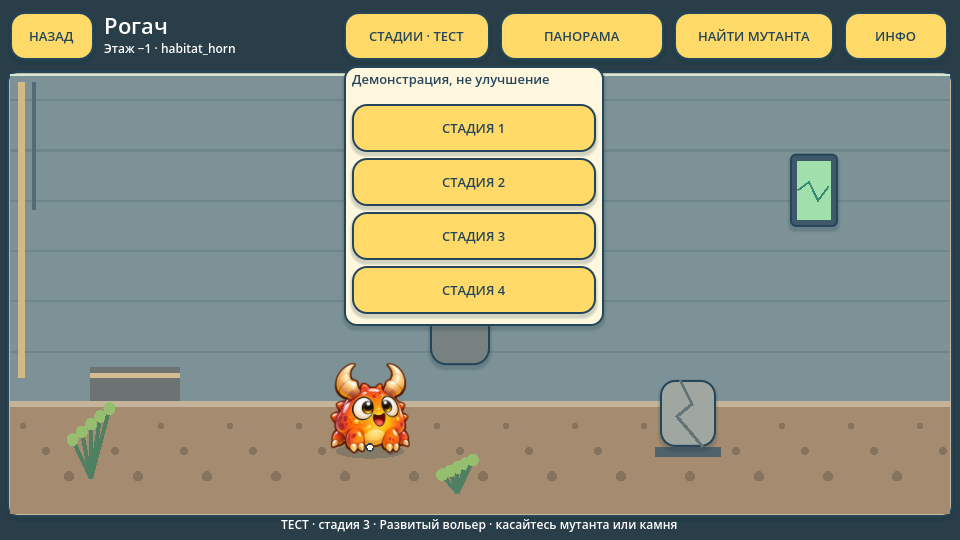 НАЗАД
Рогач
Этаж −1 · habitat_horn
СТАДИИ · ТЕСТ
ПАНОРАМА
НАЙТИ МУТАНТА
ИНФО
Демонстрация, не улучшение
СТАДИЯ 1
СТАДИЯ 2
СТАДИЯ 3
СТАДИЯ 4
ТЕСТ · стадия 3 · Развитый вольер · касайтесь мутанта или камня